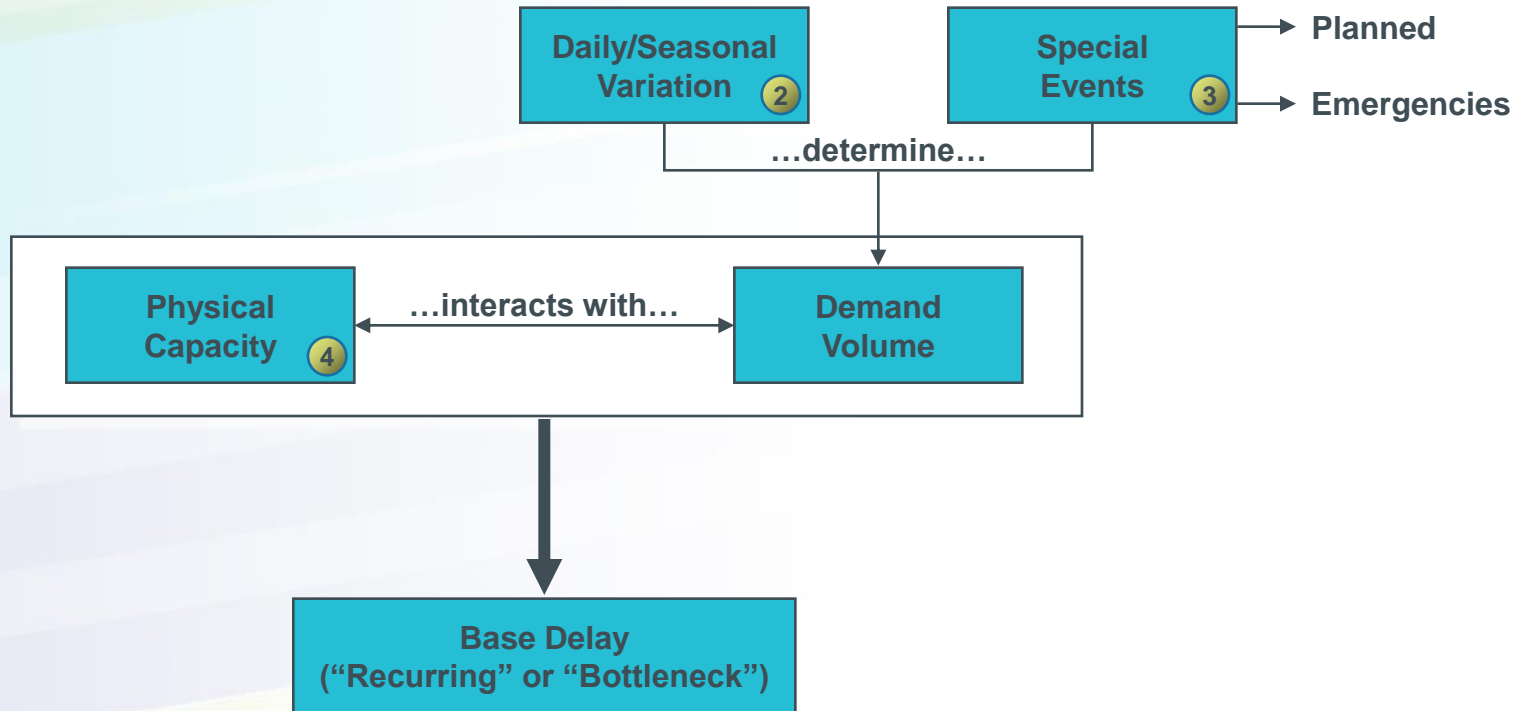 Daily/Seasonal
Variation
2
Special
Events
3
Planned
Emergencies
…determine…
Physical
Capacity
4
…interacts with…
Demand
Volume
Base Delay
(“Recurring” or “Bottleneck”)